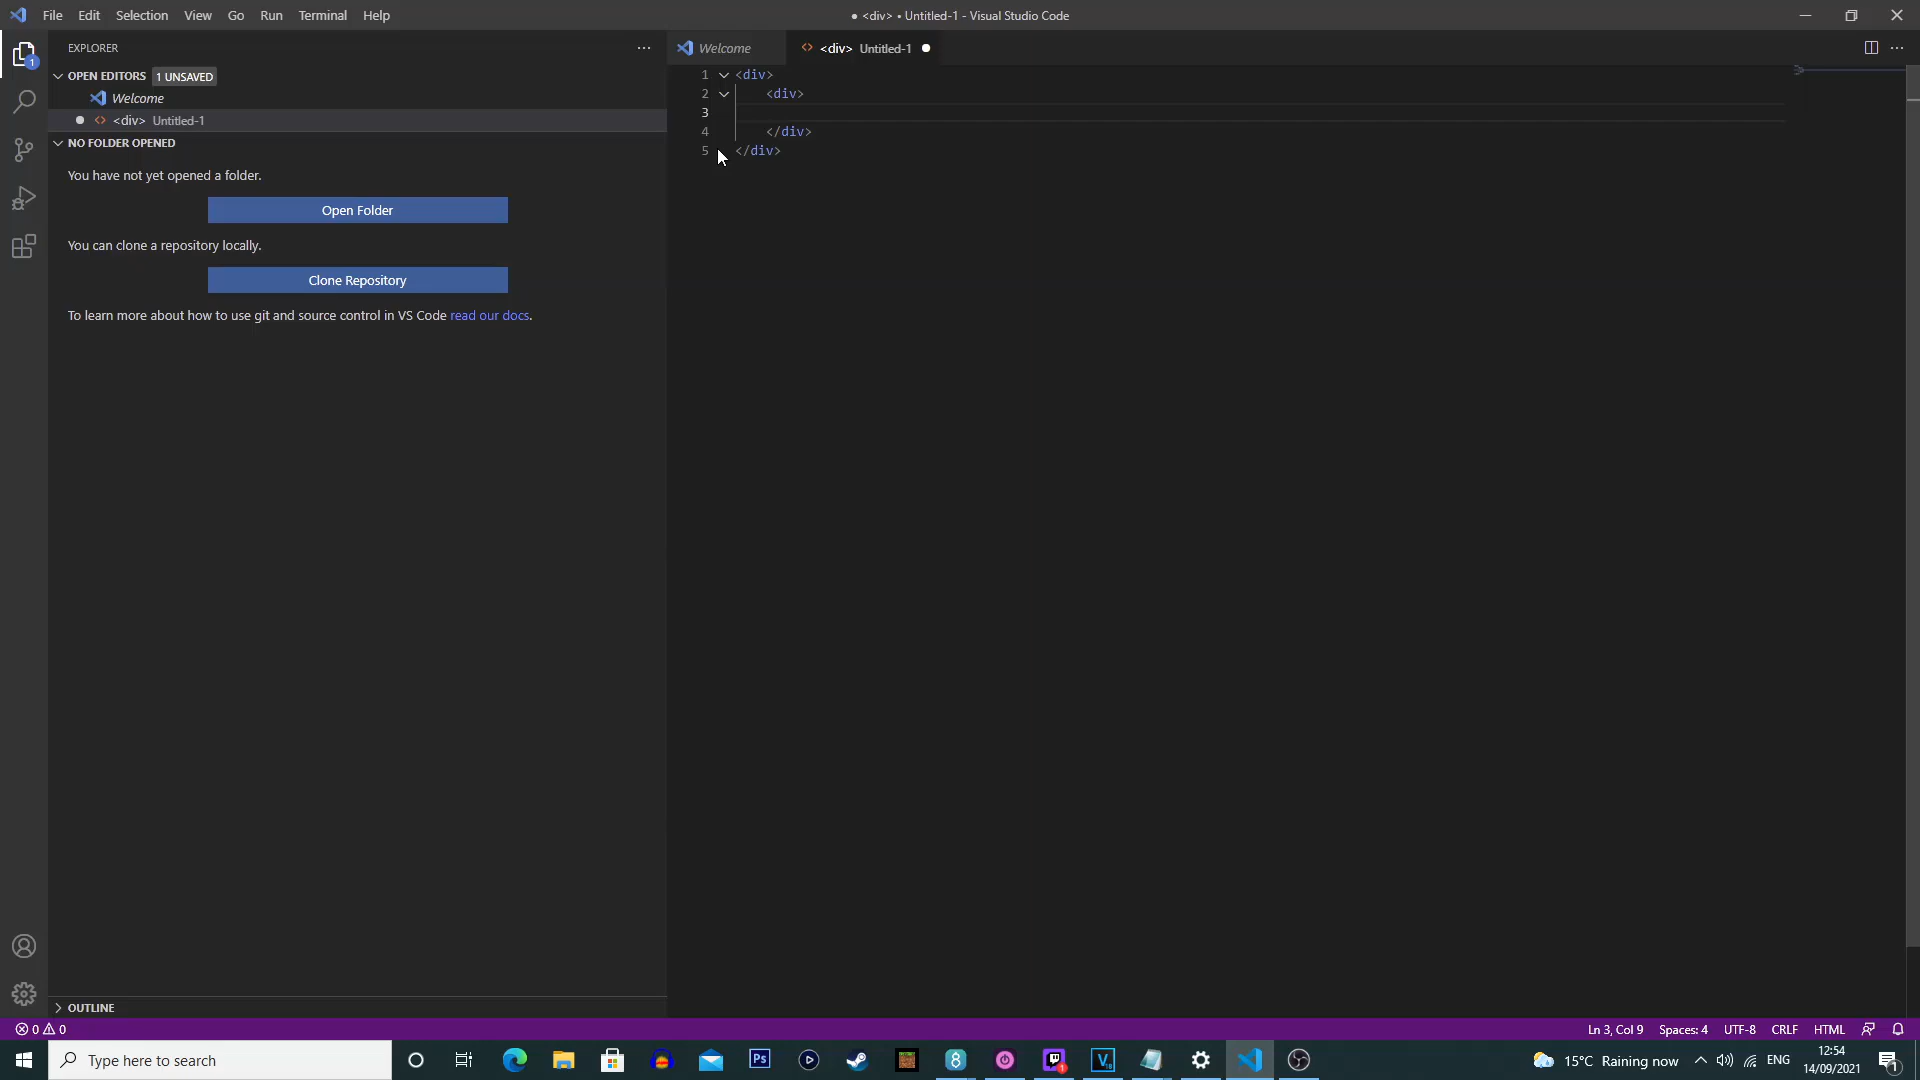 File Edit Selection View Go Run Terminal Help
● <div> • Untitled-1 - Visual Studio Code
EXPLORER
Welcome
<div> Untitled-1
OPEN EDITORS 1 UNSAVED
Welcome
<div> Untitled-1
NO FOLDER OPENED
You have not yet opened a folder.
Open Folder
You can clone a repository locally.
Clone Repository
To learn more about how to use git and source control in VS Code read our docs.
1 <div>
2 <div>
3
4 </div>
5 </div>
OUTLINE
0 0
Ln 3, Col 9 Spaces: 4 UTF-8 CRLF HTML
Type here to search
Ps
15°C Raining now
ENG
12:54
14/09/2021